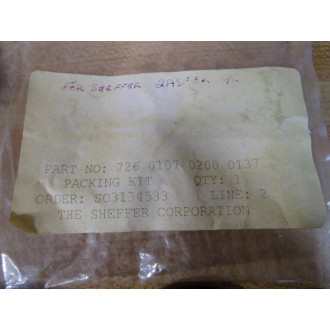 FOR SHEFFER
PART NO: 726 0107 0200 0137
PACKING KIT QTY: 1
ORDER: SO3134533 LINE: 2
THE SHEFFER CORPORATION